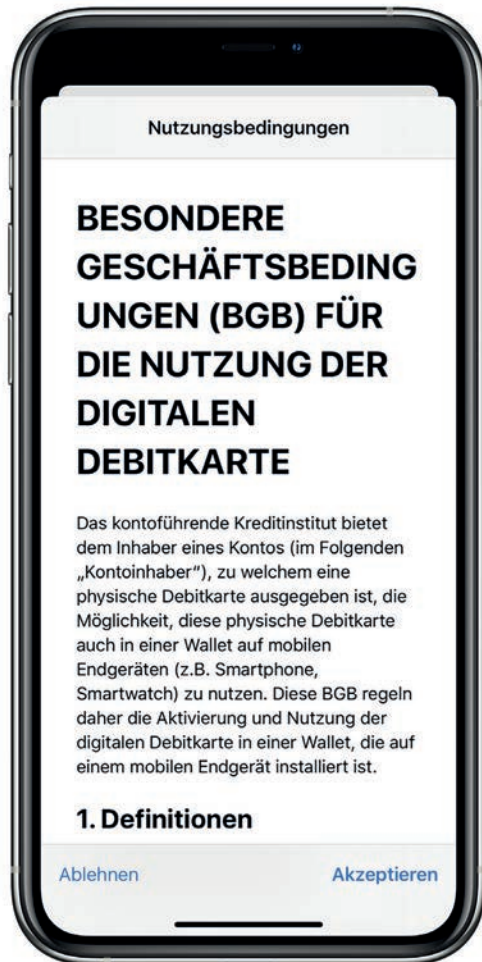 Nutzungsbedingungen
BESONDERE
GESCHÄFTSBEDING
UNGEN (BGB) FÜR
DIE NUTZUNG DER
DIGITALEN
DEBITKARTE
Das kontoführende Kreditinstitut bietet
dem Inhaber eines Kontos (im Folgenden
„Kontoinhaber“), zu welchem eine
physische Debitkarte ausgegeben ist, die
Möglichkeit, diese physische Debitkarte
auch in einer Wallet auf mobilen
Endgeräten (z.B. Smartphone,
Smartwatch) zu nutzen. Diese BGB regeln
daher die Aktivierung und Nutzung der
digitalen Debitkarte in einer Wallet, die auf
einem mobilen Endgerät installiert ist.
1. Definitionen
Ablehnen Akzeptieren